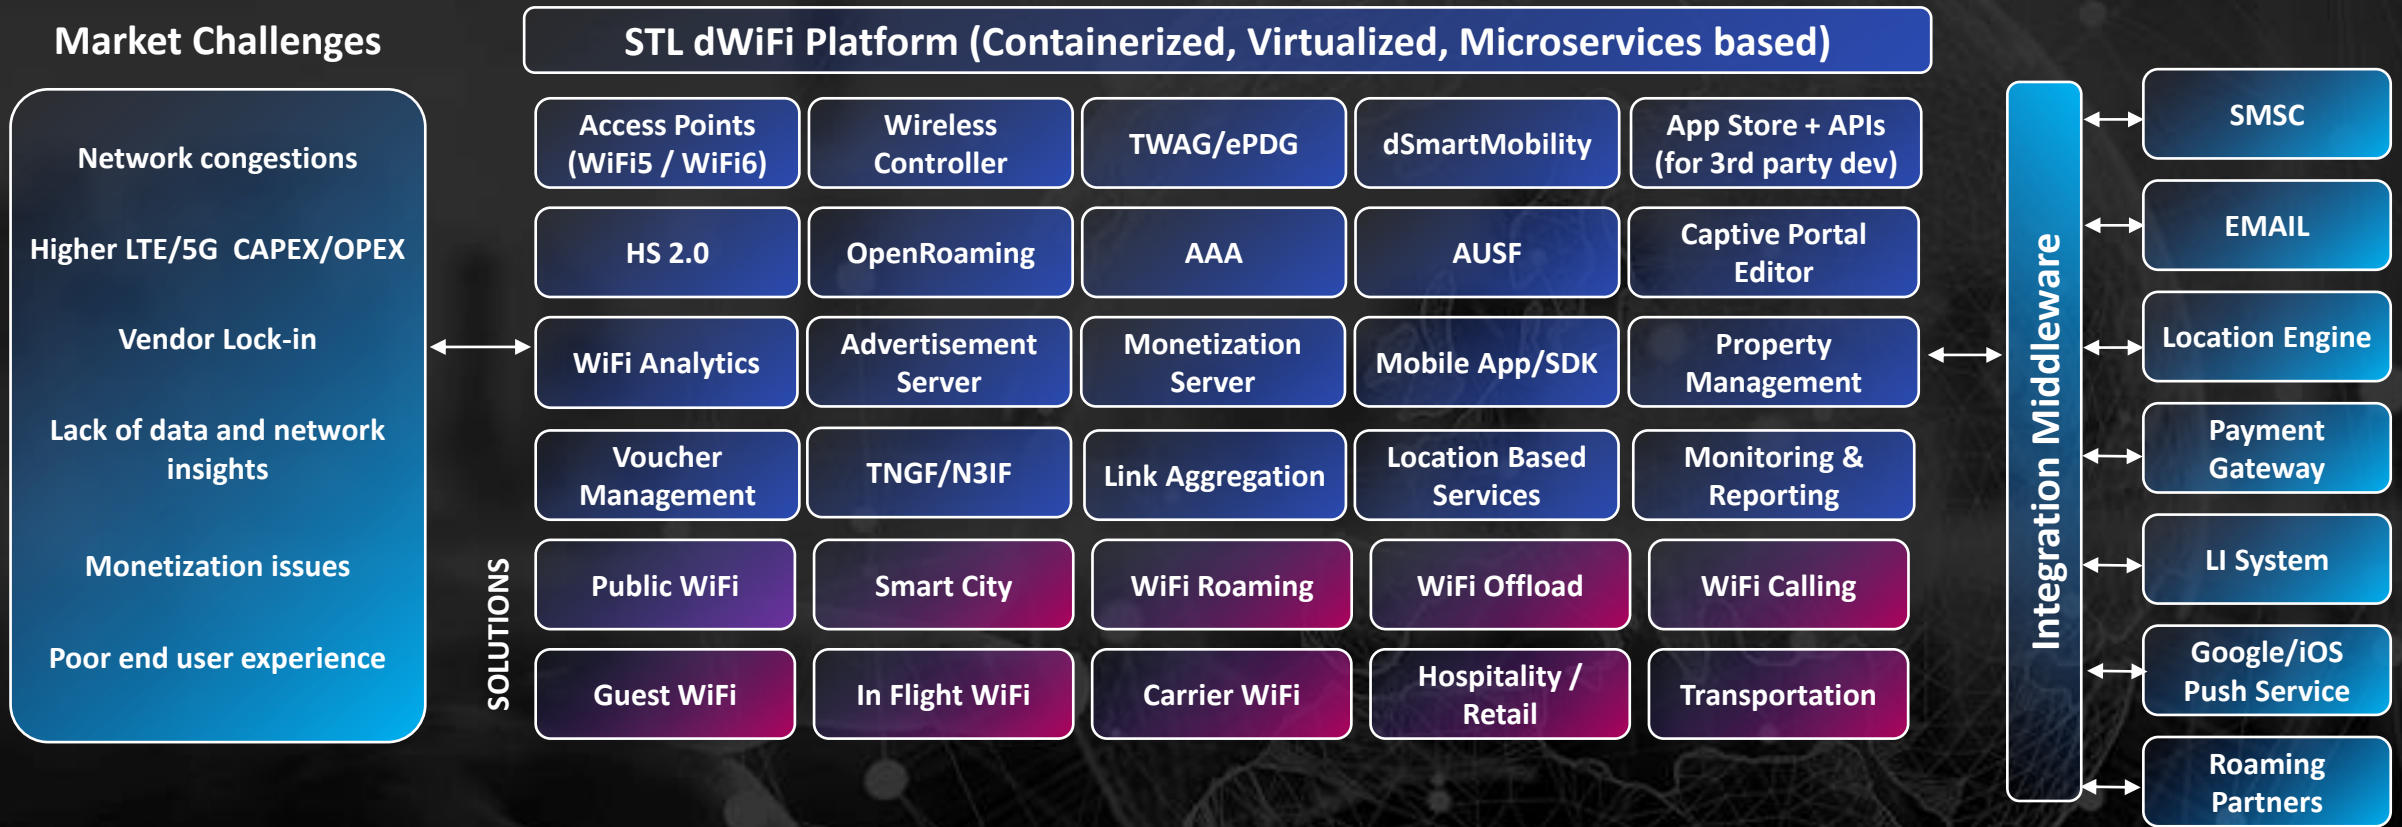 Market Challenges
Network congestions
Higher LTE/5G  CAPEX/OPEX
Vendor Lock-in
Lack of data and network
insights
Monetization issues
Poor end user experience
STL dWiFi Platform (Containerized, Virtualized, Microservices based)
Access Points
(WiFi5 / WiFi6)
Wireless
Controller
TWAG/ePDG
dSmartMobility
App Store + APIs
(for 3rd party dev)
HS 2.0
OpenRoaming
AAA
AUSF
Captive Portal
Editor
WiFi Analytics
Advertisement
Server
Monetization
Server
Mobile App/SDK
Property
Management
Voucher
Management
TNGF/N3IF
Link Aggregation
Location Based
Services
Monitoring &
Reporting
SOLUTIONS
Public WiFi
Smart City
WiFi Roaming
WiFi Offload
WiFi Calling
Guest WiFi
In Flight WiFi
Carrier WiFi
Hospitality /
Retail
Transportation
Integration Middleware
SMSC
EMAIL
Location Engine
Payment
Gateway
LI System
Google/iOS
Push Service
Roaming
Partners